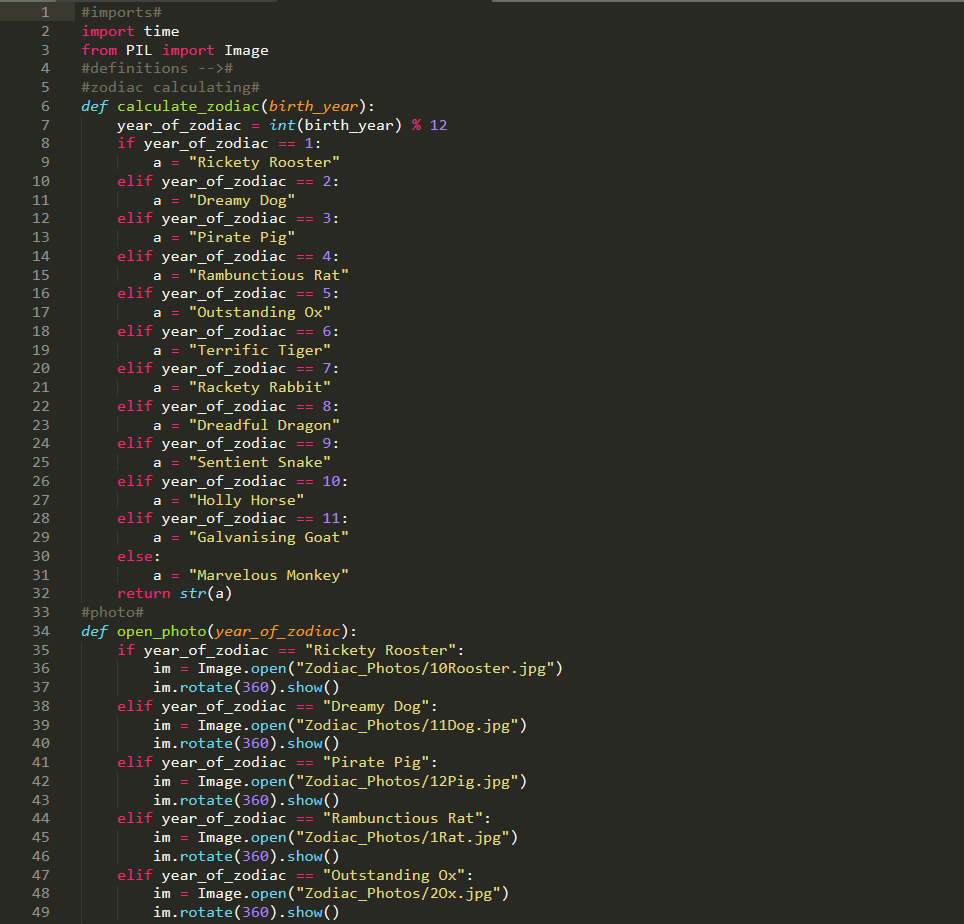 1 #imports#
2 import time
3 from PIL import Image
4 #definitions -->#
5 #zodiac calculating#
6 def calculate_zodiac(birth_year):
7     year_of_zodiac = int(birth_year) % 12
8     if year_of_zodiac == 1:
9         a = "Rickety Rooster"
10     elif year_of_zodiac == 2:
11         a = "Dreamy Dog"
12     elif year_of_zodiac == 3:
13         a = "Pirate Pig"
14     elif year_of_zodiac == 4:
15         a = "Rambunctious Rat"
16     elif year_of_zodiac == 5:
17         a = "Outstanding Ox"
18     elif year_of_zodiac == 6:
19         a = "Terrific Tiger"
20     elif year_of_zodiac == 7:
21         a = "Rackety Rabbit"
22     elif year_of_zodiac == 8:
23         a = "Dreadful Dragon"
24     elif year_of_zodiac == 9:
25         a = "Sentient Snake"
26     elif year_of_zodiac == 10:
27         a = "Holly Horse"
28     elif year_of_zodiac == 11:
29         a = "Galvanising Goat"
30     else:
31         a = "Marvelous Monkey"
32     return str(a)
33 #photo#
34 def open_photo(year_of_zodiac):
35     if year_of_zodiac == "Rickety Rooster":
36         im = Image.open("Zodiac_Photos/10Rooster.jpg")
37         im.rotate(360).show()
38     elif year_of_zodiac == "Dreamy Dog":
39         im = Image.open("Zodiac_Photos/11Dog.jpg")
40         im.rotate(360).show()
41     elif year_of_zodiac == "Pirate Pig":
42         im = Image.open("Zodiac_Photos/12Pig.jpg")
43         im.rotate(360).show()
44     elif year_of_zodiac == "Rambunctious Rat":
45         im = Image.open("Zodiac_Photos/1Rat.jpg")
46         im.rotate(360).show()
47     elif year_of_zodiac == "Outstanding Ox":
48         im = Image.open("Zodiac_Photos/2Ox.jpg")
49         im.rotate(360).show()